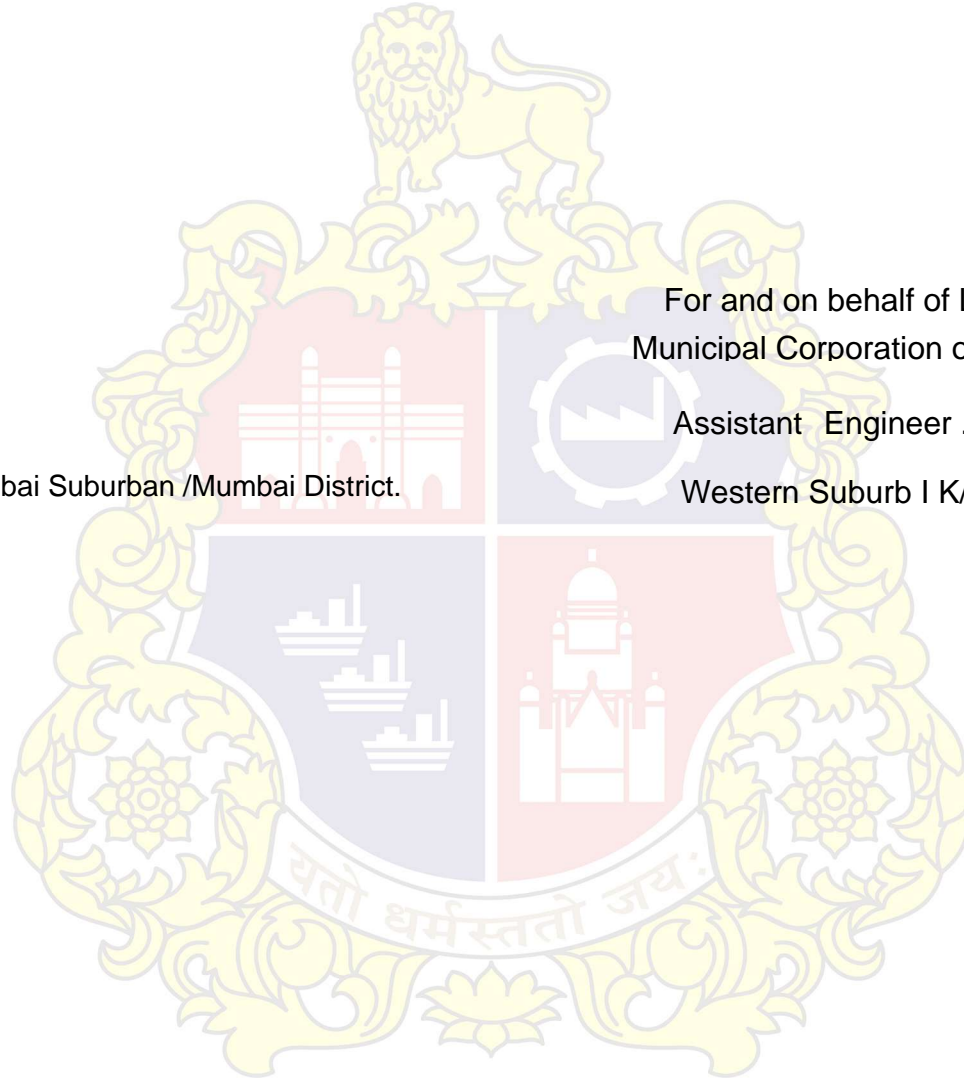 For and on behalf of
Municipal Corporation
Assistant Engineer
bai Suburban /Mumbai District.
Western Suburb I K/
यतो धर्मस्ततो जय: